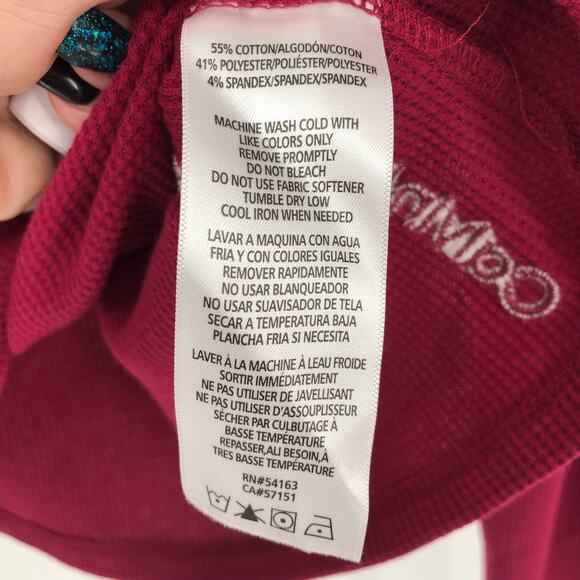 55% COTTON/ALGODÓN/COTON
41% POLYESTER/POLIÉSTER/POLYESTER
4% SPANDEX/SPANDEX/SPANDEX
MACHINE WASH COLD WITH
LIKE COLORS ONLY
REMOVE PROMPTLY
DO NOT BLEACH
DO NOT USE FABRIC SOFTENER
TUMBLE DRY LOW
COOL IRON WHEN NEEDED
LAVAR A MAQUINA CON AGUA
FRIA Y CON COLORES IGUALES
REMOVER RAPIDAMENTE
NO USAR BLANQUEADOR
NO USAR SUAVISADOR DE TELA
SECAR A TEMPERATURA BAJA
PLANCHA FRIA SI NECESITA
LAVER À LA MACHINE À LEAU FROIDE
SORTIR IMMÉDIATEMENT
NE PAS UTILISER DE JAVELLISANT
NE PAS UTILISER D'ASSOUPLISEUR
SÉCHER PAR CULBUTAGE À
BASSE TEMPÉRATURE
REPASSER,ALI BESOIN,À
TRES BASSE TEMPÉRATURE
RN#54163
CA#57151